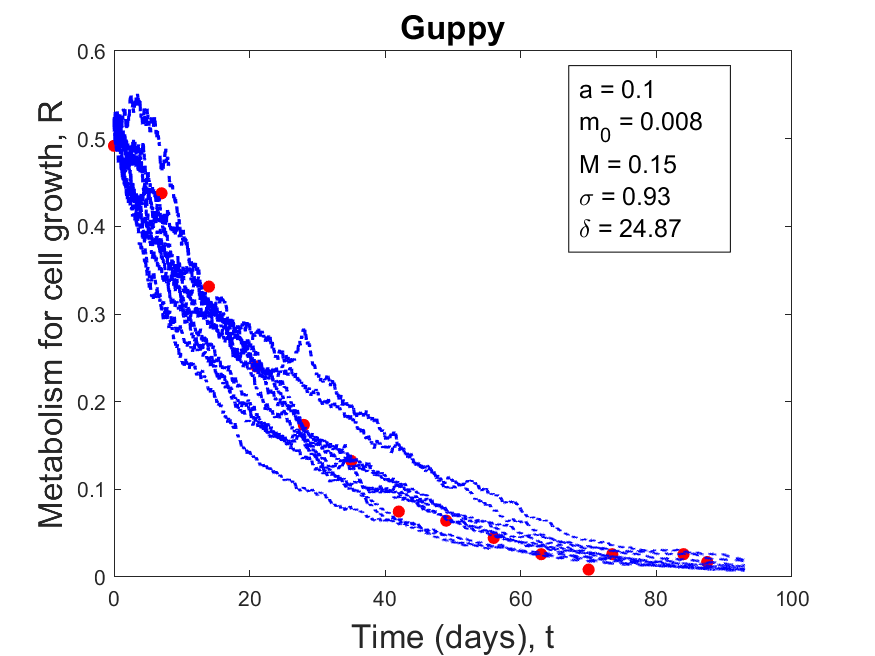 Guppy
0.6
0.5
0.4
0.3
0.2
0.1
0
Metabolism for cell growth, R
a = 0.1
m0 = 0.008
M = 0.15
σ = 0.93
δ = 24.87
0 20 40 60 80 100
Time (days), t